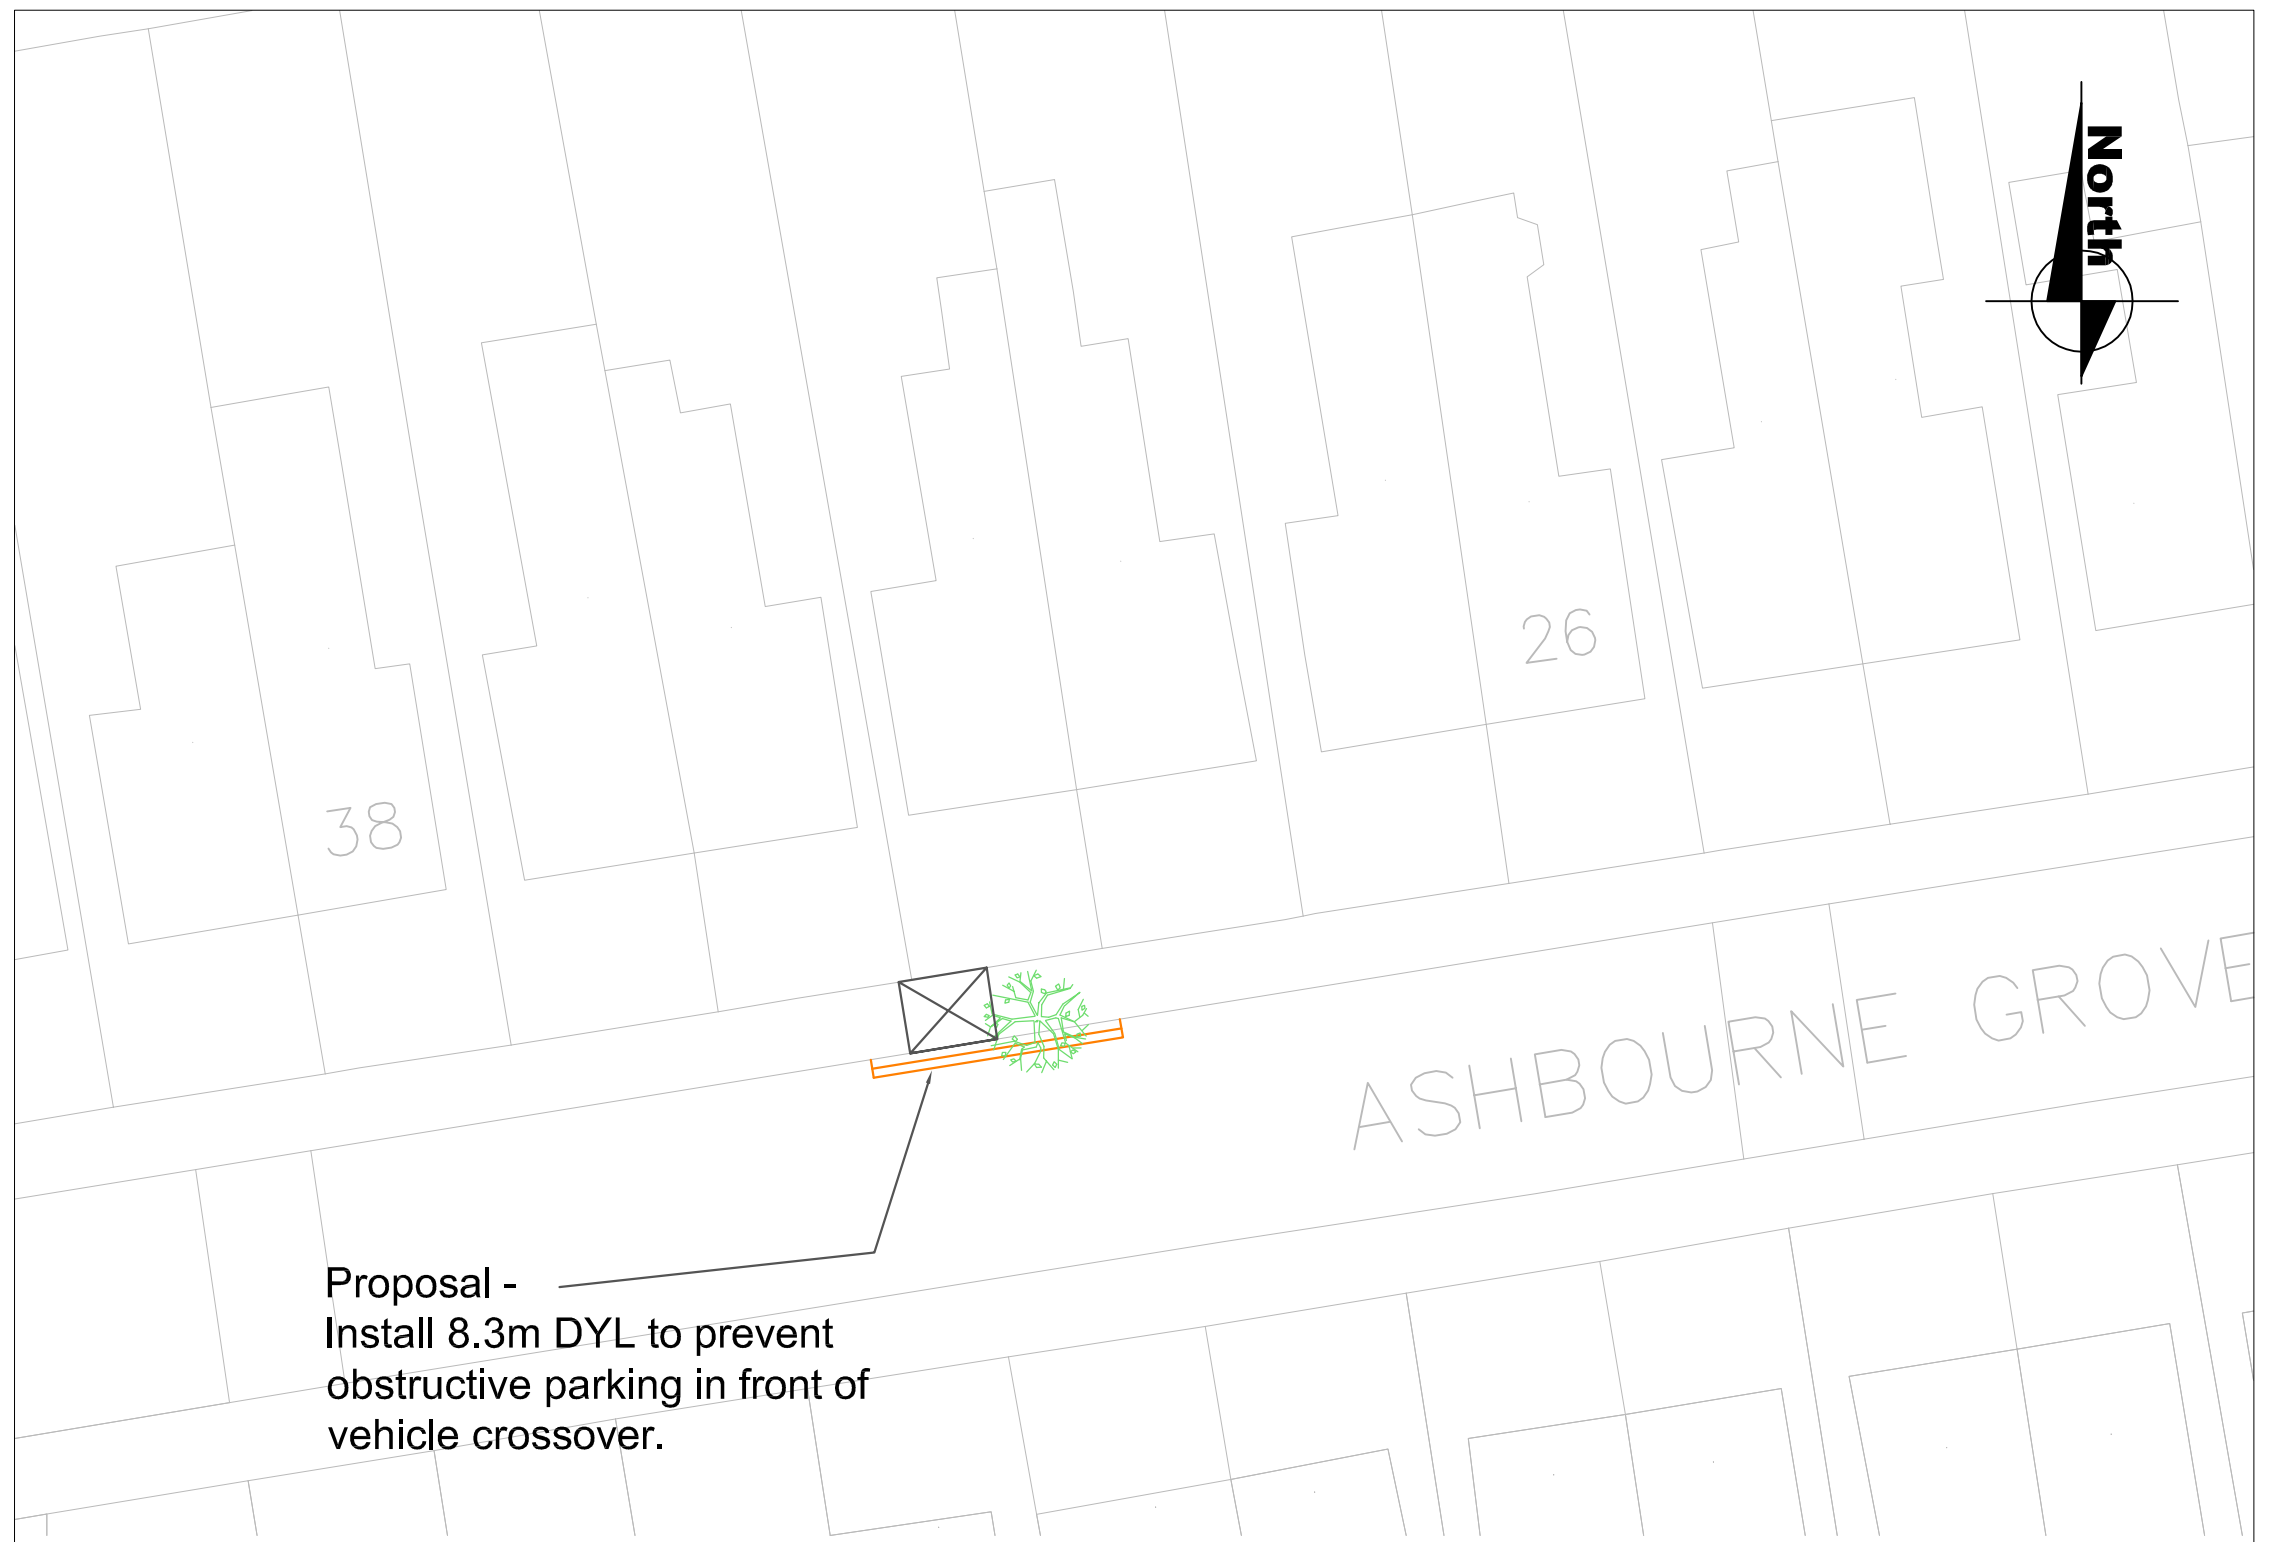 North
26
38
ASHBOURNE GROVE
Proposal -
Install 8.3m DYL to prevent
obstructive parking in front of
vehicle crossover.